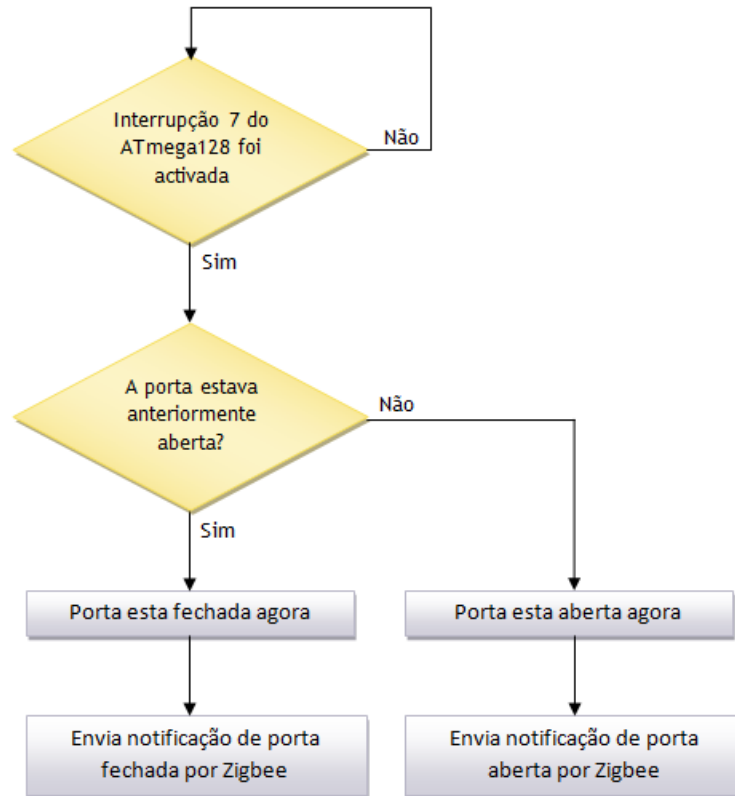 Interrupção 7 do
ATmega128 foi
activada
Não
Sim
A porta estava
anteriormente
aberta?
Não
Sim
Porta esta fechada agora
Porta esta aberta agora
Envia notificação de porta
fechada por Zigbee
Envia notificação de porta
aberta por Zigbee